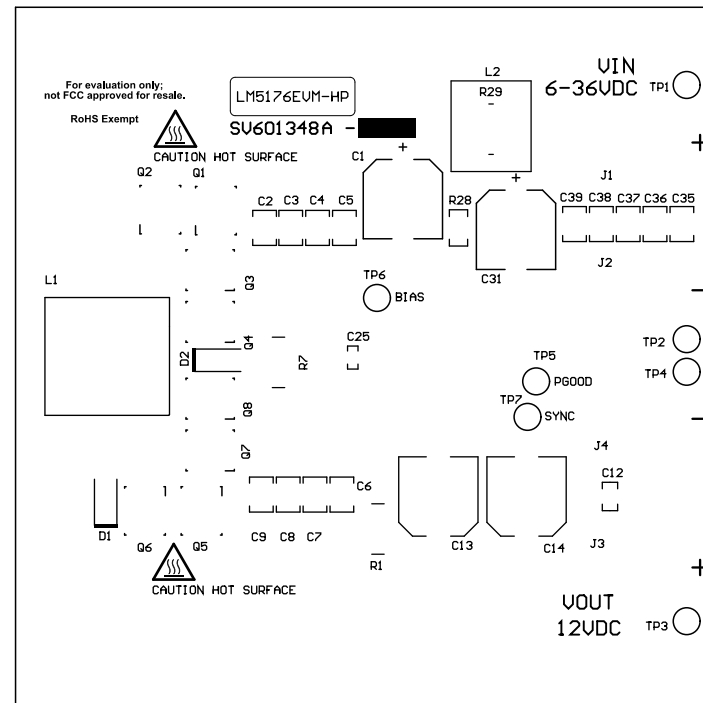 For evaluation only;
not FCC approved for resale.
RoHS Exempt
LM5176EVM-HP
SV601348A -
CAUTION HOT SURFACE
L2
R29
VIN
6-36VDC
TP1
+
Q2
Q1
C1
+
+
C2
C3
C4
C5
R28
C31
J1
C39
C38
C37
C36
C35
J2
L1
Q3
TP6
BIAS
-
Q4
D2
R7
C25
TP2
TP5
PGOOD
TP4
TP7
SYNC
Q8
-
Q7
J4
C12
C6
D1
Q6
Q5
C9
C8
C7
R1
C13
C14
J3
+
CAUTION HOT SURFACE
VOUT
12VDC
TP3